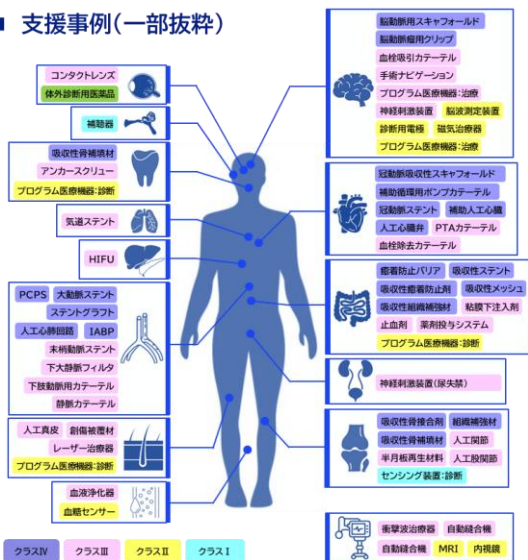 支援事例(一部抜粋)
コンタクトレンズ
体外診断用医薬品
補聴器
吸収性骨補填材
アンカースクリュー
プログラム医療機器:診断
気道ステント
HIFU
PCPS 大動脈ステント
ステントグラフト
人工心肺回路 IABP
末梢動脈ステント
下大静脈フィルタ
下肢動脈用カテーテル
静脈カテーテル
人工真皮 創傷被覆材
レーザー治療器
プログラム医療機器:診断
血液浄化器
血糖センサー
脳動脈用スキャフォールド
脳動脈瘤用クリップ
血栓吸引カテーテル
手術ナビゲーション
プログラム医療機器:治療
神経刺激装置 脳波測定装置
診断用電極 磁気治療器
プログラム医療機器:治療
冠動脈吸収性スキャフォールド
補助循環用ポンプカテーテル
冠動脈ステント 補助人工心臓
人工心臓弁 PTAカテーテル
血栓除去カテーテル
癒着防止バリア 吸収性ステント
吸収性癒着防止剤 吸収性メッシュ
吸収性組織補強材 粘膜下注入剤
止血剤 薬剤投与システム
プログラム医療機器:診断
神経刺激装置(尿失禁)
吸収性骨接合剤 組織補強材
吸収性骨補填材 人工関節
半月板再生材料 人工股関節
センシング装置:診断
衝撃波治療器 自動縫合機
自動縫合機 MRI 内視鏡
クラスⅣ クラスⅢ クラスⅡ クラスⅠ